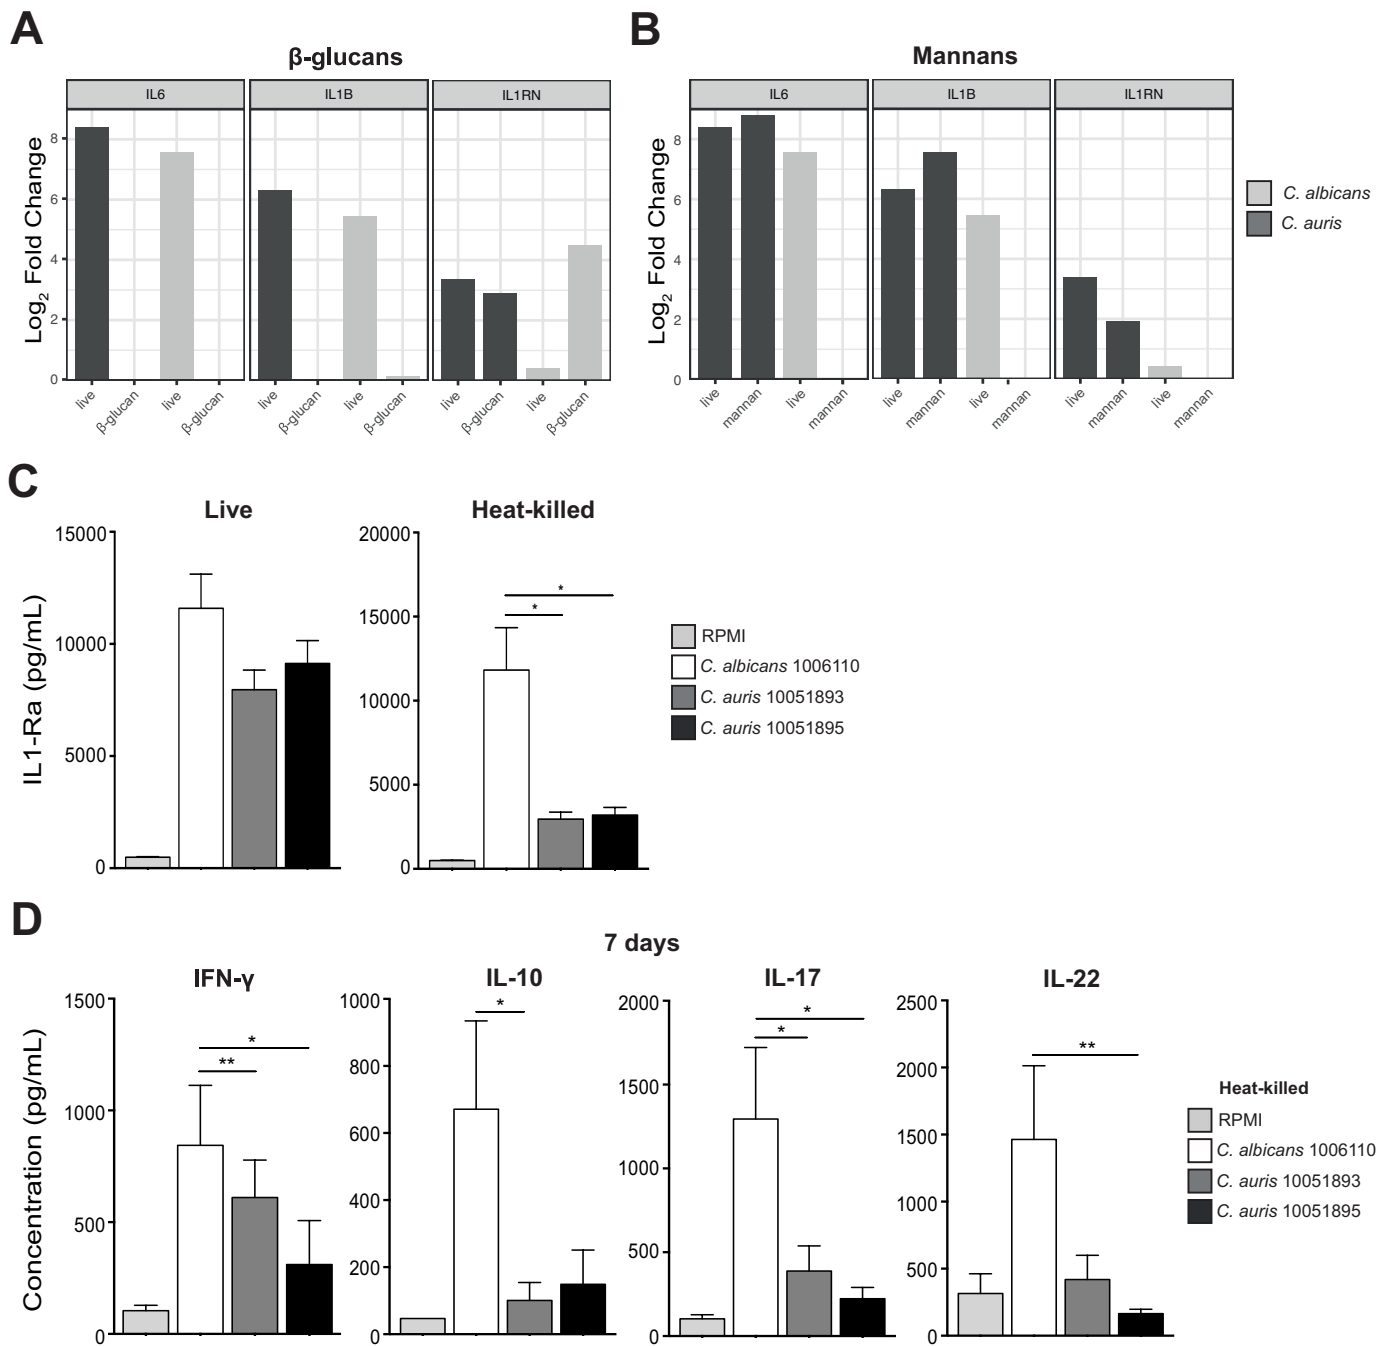 A
β-glucans
IL6
IL1B
IL1RN
Log2 Fold Change
8
6
4
2
0
live
β-glucan
live
β-glucan
live
β-glucan
live
β-glucan
live
β-glucan
live
β-glucan
B
Mannans
IL6
IL1B
IL1RN
Log2 Fold Change
8
6
4
2
0
live
mannan
live
mannan
live
mannan
live
mannan
live
mannan
live
mannan
C. albicans
C. auris
C
Live
IL1-Ra (pg/mL)
15000
10000
5000
0
Heat-killed
20000
15000
10000
5000
0
*
*
RPMI
C. albicans 1006110
C. auris 10051893
C. auris 10051895
D
7 days
IFN-γ
Concentration (pg/mL)
1500
1000
500
0
*
**
IL-10
1000
800
600
400
200
0
*
IL-17
2000
1500
1000
500
0
*
*
IL-22
2500
2000
1500
1000
500
0
**
Heat-killed
RPMI
C. albicans 1006110
C. auris 10051893
C. auris 10051895